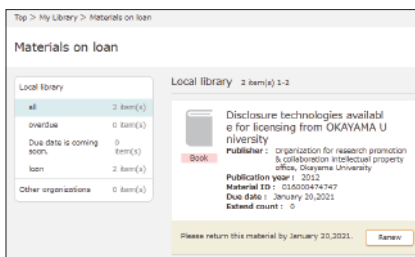 Top > My Library > Materials on loan
Materials on loan
Local library
all 2 item(s)
overdue 0 item(s)
Due date is coming soon. 0 item(s)
loan 2 item(s)
Other organizations 0 item(s)
Local library 2 item(s) 1-2
Book
Disclosure technologies availabl
e for licensing from OKAYAMA U
niversity
Publisher : Organization for research promotion
& collaboration intellectual property
office, Okayama University
Publication year : 2012
Material ID : 016000474747
Due date : January 20,2021
Extend count : 0
Please return this material by January 20,2021.
Renew